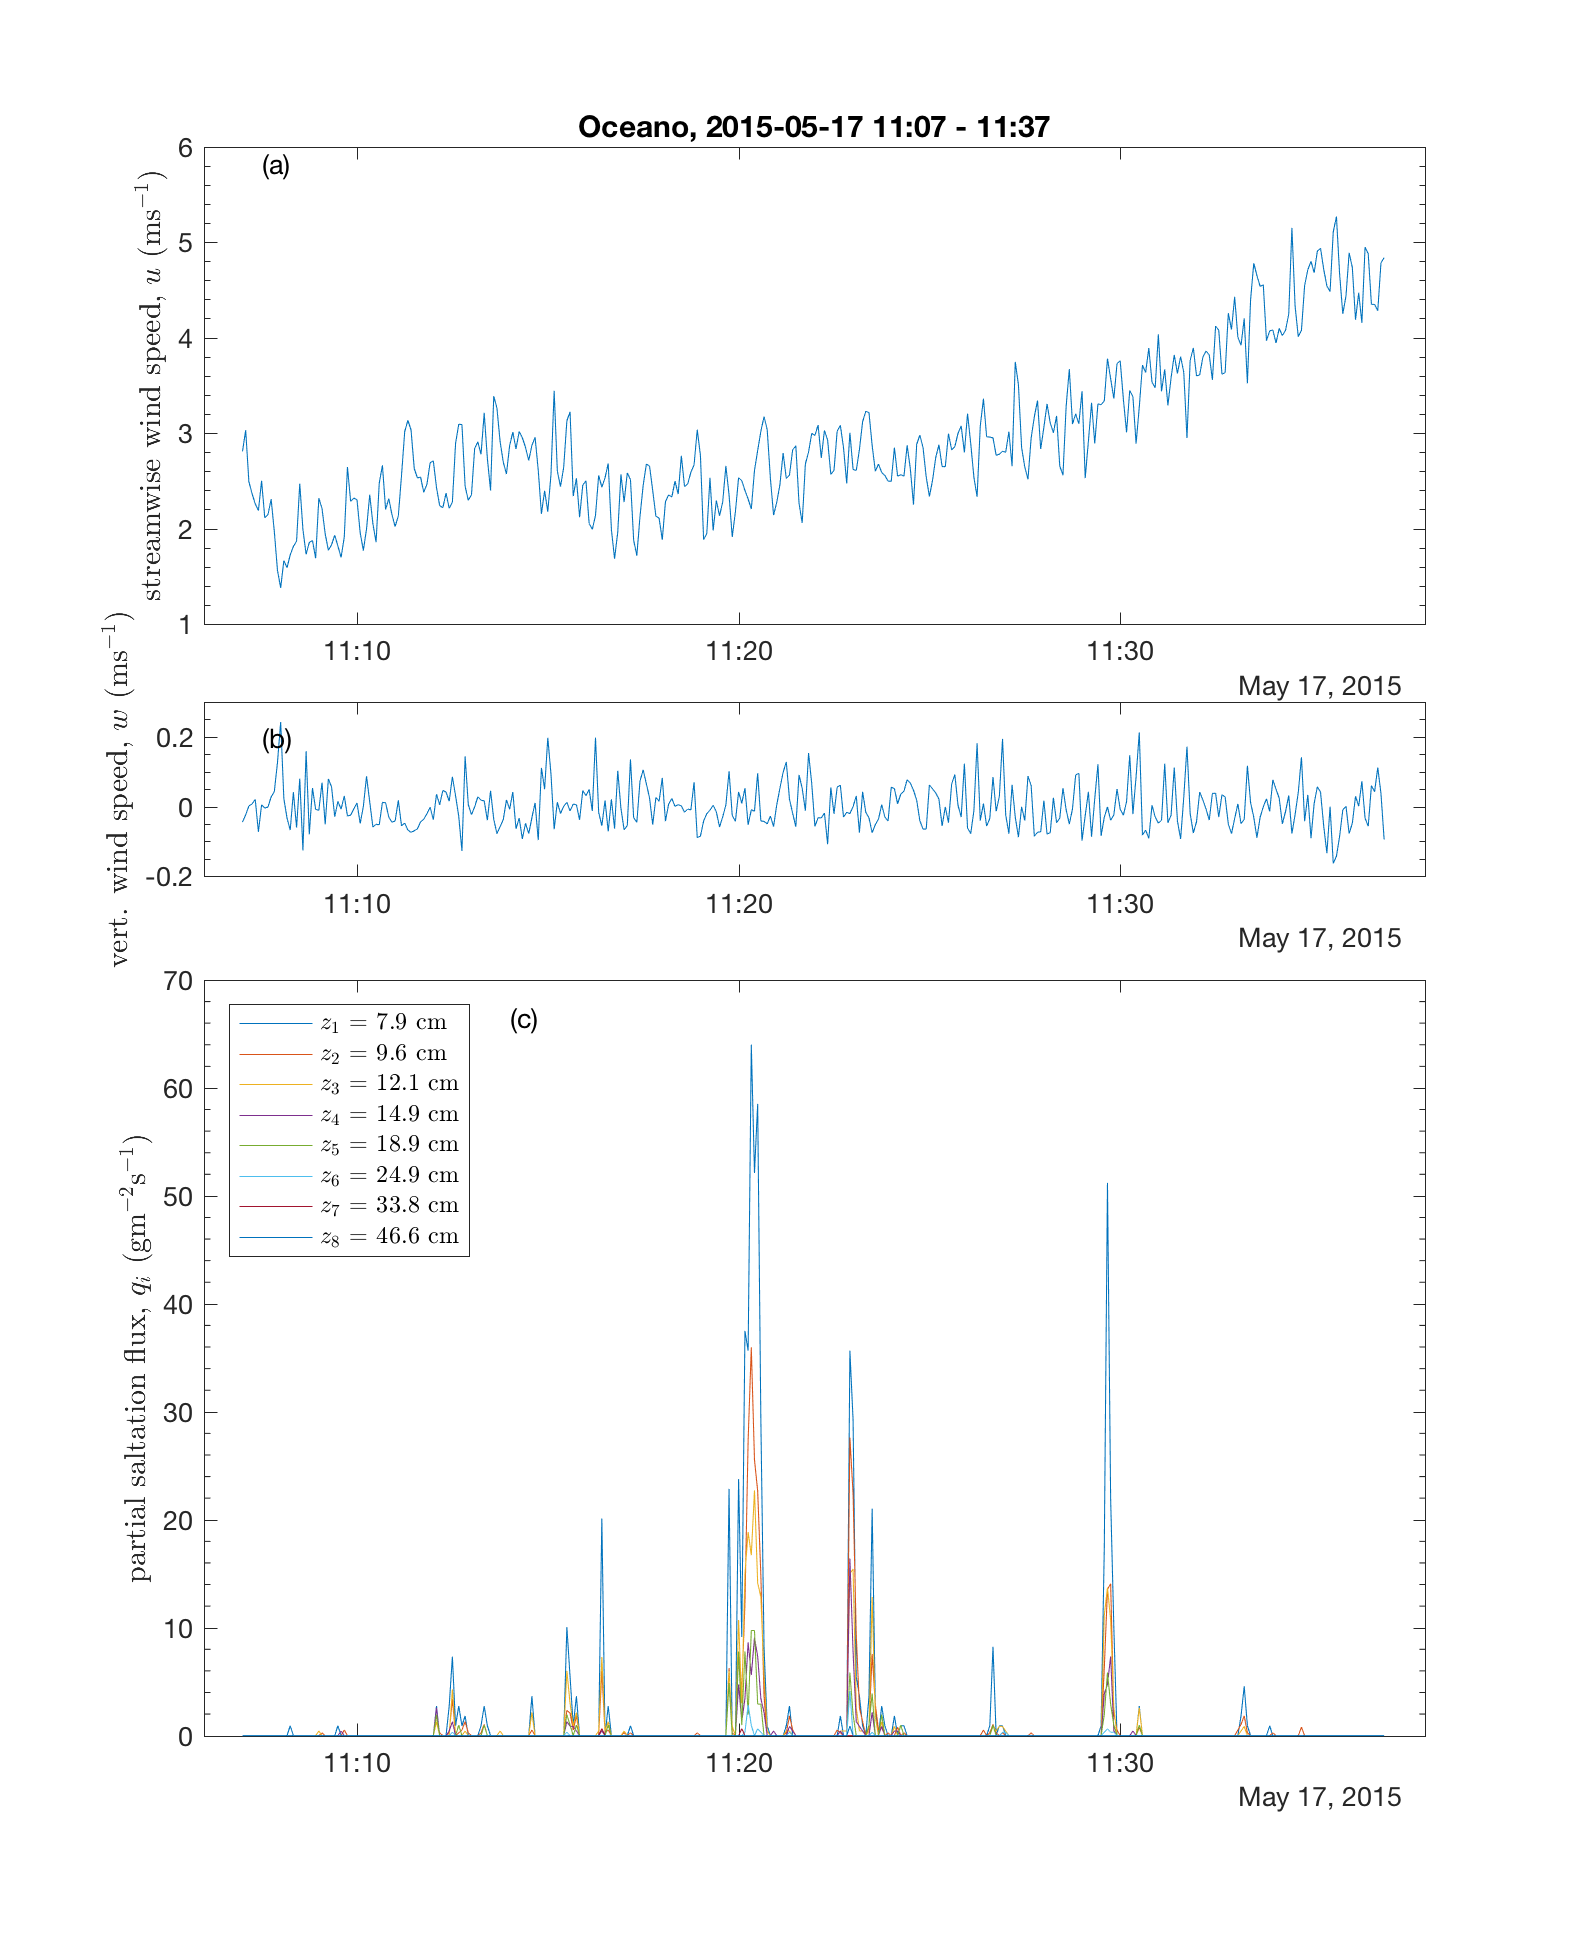 Oceano, 2015-05-17 11:07 - 11:37
(a)
streamwise wind speed, u (ms⁻¹)
6
5
4
3
2
1
11:10 11:20 11:30
May 17, 2015
(b)
vert. wind speed, w (ms⁻¹)
0.2
0
-0.2
11:10 11:20 11:30
May 17, 2015
(c)
partial saltation flux, qᵢ (gm⁻²s⁻¹)
70
60
50
40
30
20
10
0
z₁ = 7.9 cm
z₂ = 9.6 cm
z₃ = 12.1 cm
z₄ = 14.9 cm
z₅ = 18.9 cm
z₆ = 24.9 cm
z₇ = 33.8 cm
z₈ = 46.6 cm
11:10 11:20 11:30
May 17, 2015